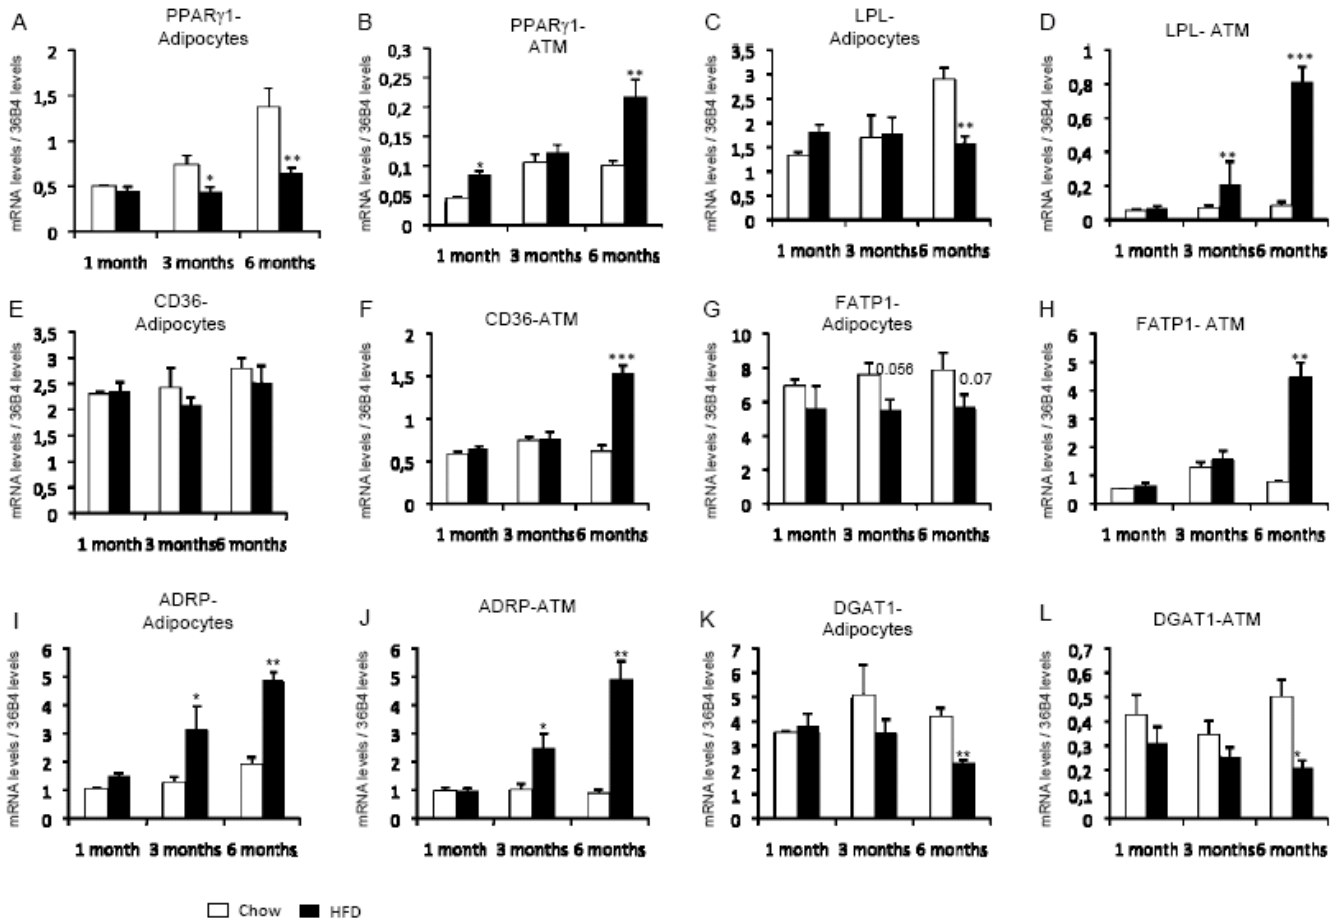 A
PPARγ1-
Adipocytes
mRNA levels / 36B4 levels
2
1,5
1
0,5
0
*
**
1 month 3 months 6 months
B
PPARγ1-
ATM
mRNA levels / 36B4 levels
0,3
0,25
0,2
0,15
0,1
0,05
0
*
**
1 month 3 months 6 months
C
LPL-
Adipocytes
mRNA levels / 36B4 levels
3,5
3
2,5
2
1,5
1
0,5
0
**
1 month 3 months 6 months
D
LPL- ATM
mRNA levels / 36B4 levels
1
0,8
0,6
0,4
0,2
0
**
***
1 month 3 months 6 months
E
CD36-
Adipocytes
mRNA levels / 36B4 levels
3,5
3
2,5
2
1,5
1
0,5
0
1 month 3 months 6 months
F
CD36-ATM
mRNA levels / 36B4 levels
2
1,5
1
0,5
0
***
1 month 3 months 6 months
G
FATP1-
Adipocytes
mRNA levels / 36B4 levels
10
8
6
4
2
0
0.056
0.07
1 month 3 months 6 months
H
FATP1- ATM
mRNA levels / 36B4 levels
6
5
4
3
2
1
0
**
1 month 3 months 6 months
I
ADRP-
Adipocytes
mRNA levels / 36B4 levels
6
5
4
3
2
1
0
*
**
1 month 3 months 6 months
J
ADRP-ATM
mRNA levels / 36B4 levels
6
5
4
3
2
1
0
*
**
1 month 3 months 6 months
K
DGAT1-
Adipocytes
mRNA levels / 36B4 levels
7
6
5
4
3
2
1
0
**
1 month 3 months 6 months
L
DGAT1-ATM
mRNA levels / 36B4 levels
0,7
0,6
0,5
0,4
0,3
0,2
0,1
0
*
1 month 3 months 6 months
Chow HFD